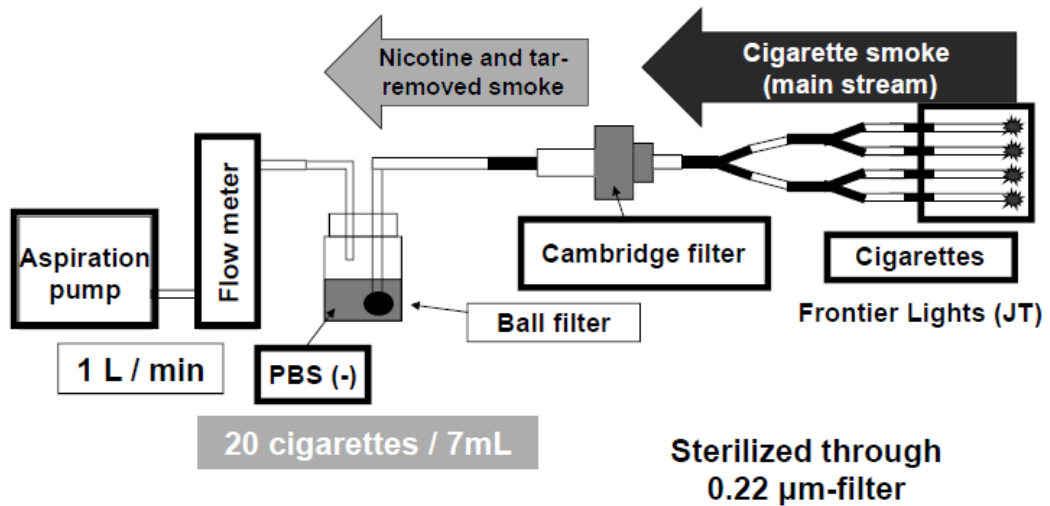 Nicotine and tar-
removed smoke
Cigarette smoke
(main stream)
Flow meter
Aspiration
pump
Cambridge filter
Cigarettes
Frontier Lights (JT)
Ball filter
1 L / min
PBS (-)
20 cigarettes / 7mL
Sterilized through
0.22 µm-filter